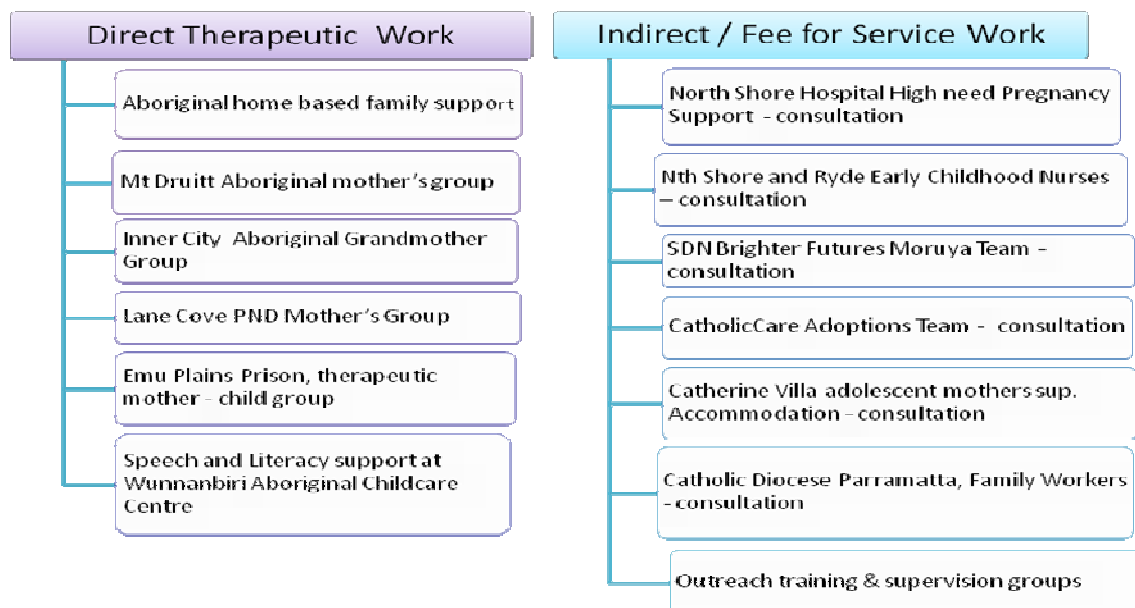 Direct Therapeutic Work
Aboriginal home based family support
Mt Druitt Aboriginal mother's group
Inner City Aboriginal Grandmother
Group
Lane Cove PND Mother's Group
Emu Plains Prison, therapeutic
mother - child group
Speech and Literacy support at
Wunnanbiri Aboriginal Childcare
Centre
Indirect / Fee for Service Work
North Shore Hospital High need Pregnancy
Support - consultation
Nth Shore and Ryde Early Childhood Nurses
– consultation
SDN Brighter Futures Moruya Team –
consultation
CatholicCare Adoptions Team - consultation
Catherine Villa adolescent mothers sup.
Accommodation - consultation
Catholic Diocese Parramatta, Family Workers
- consultation
Outreach training & supervision groups